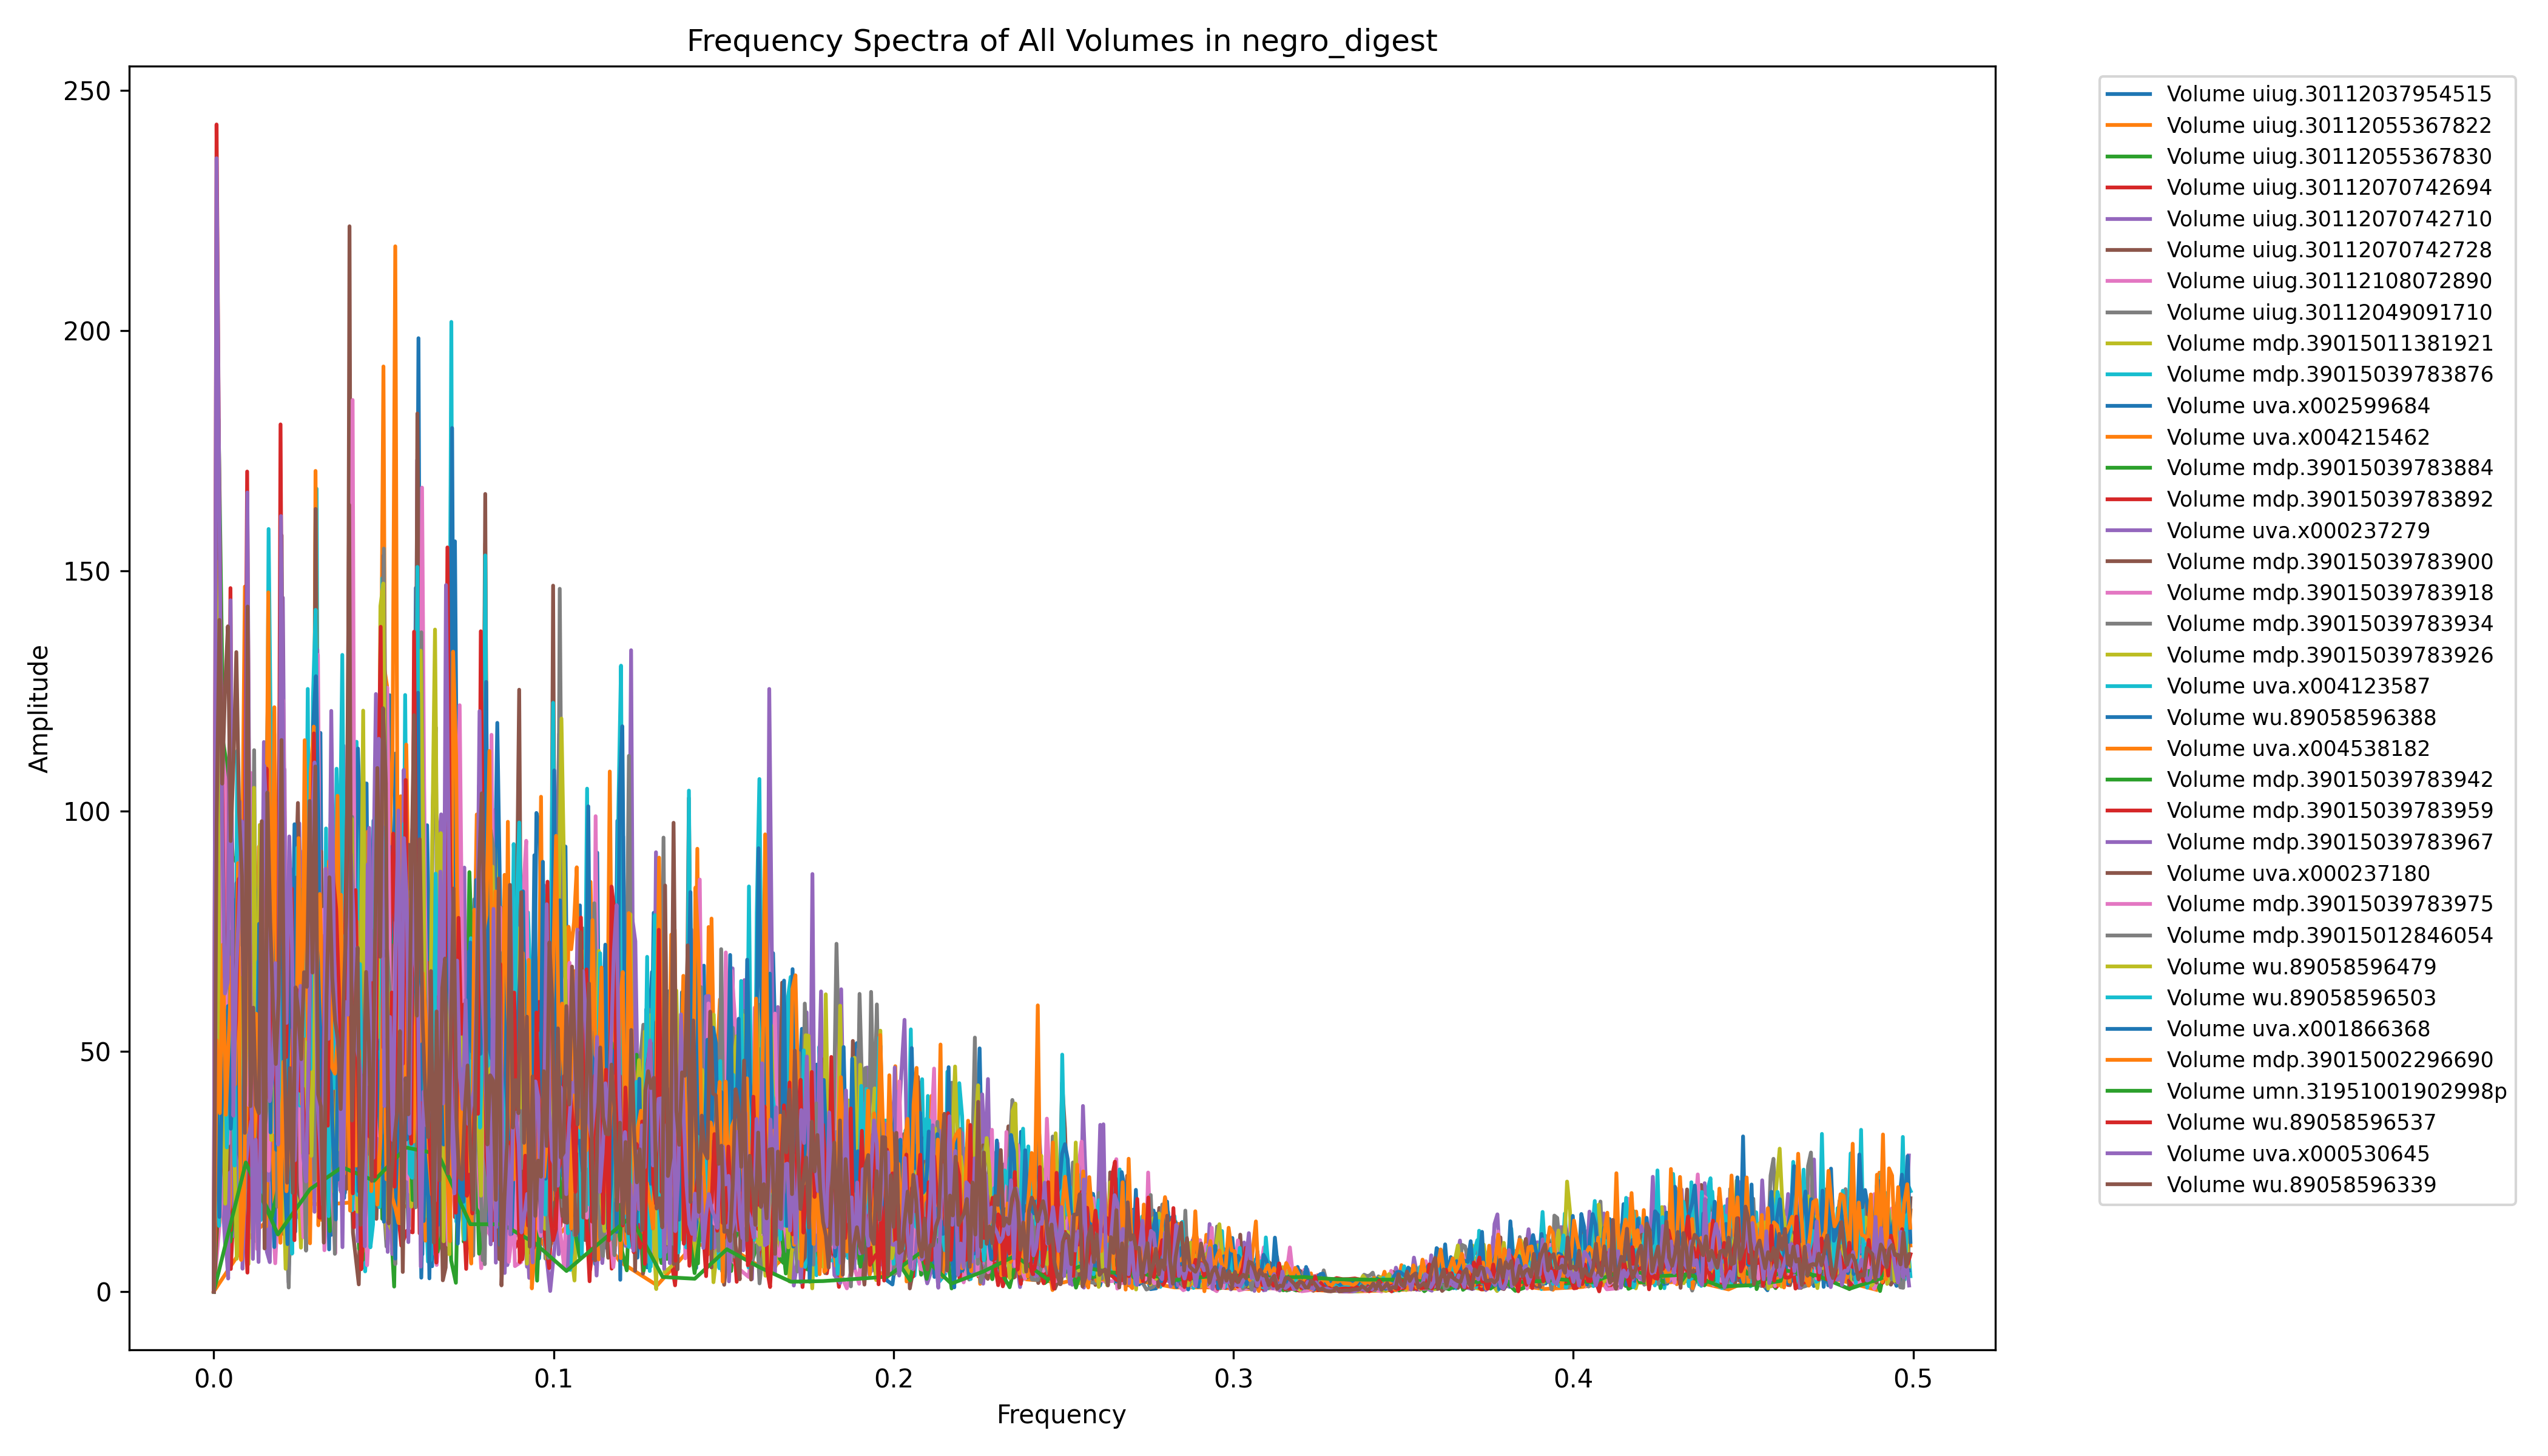 Frequency Spectra of All Volumes in negro_digest
250
200
150
100
50
0
Amplitude
0.0
0.1
0.2
0.3
0.4
0.5
Frequency
Volume uiug.30112037954515
Volume uiug.30112055367822
Volume uiug.30112055367830
Volume uiug.30112070742694
Volume uiug.30112070742710
Volume uiug.30112070742728
Volume uiug.30112108072890
Volume uiug.30112049091710
Volume mdp.39015011381921
Volume mdp.39015039783876
Volume uva.x002599684
Volume uva.x004215462
Volume mdp.39015039783884
Volume mdp.39015039783892
Volume uva.x000237279
Volume mdp.39015039783900
Volume mdp.39015039783918
Volume mdp.39015039783934
Volume mdp.39015039783926
Volume uva.x004123587
Volume wu.89058596388
Volume uva.x004538182
Volume mdp.39015039783942
Volume mdp.39015039783959
Volume mdp.39015039783967
Volume uva.x000237180
Volume mdp.39015039783975
Volume mdp.39015012846054
Volume wu.89058596479
Volume wu.89058596503
Volume uva.x001866368
Volume mdp.39015002296690
Volume umn.31951001902998p
Volume wu.89058596537
Volume uva.x000530645
Volume wu.89058596339